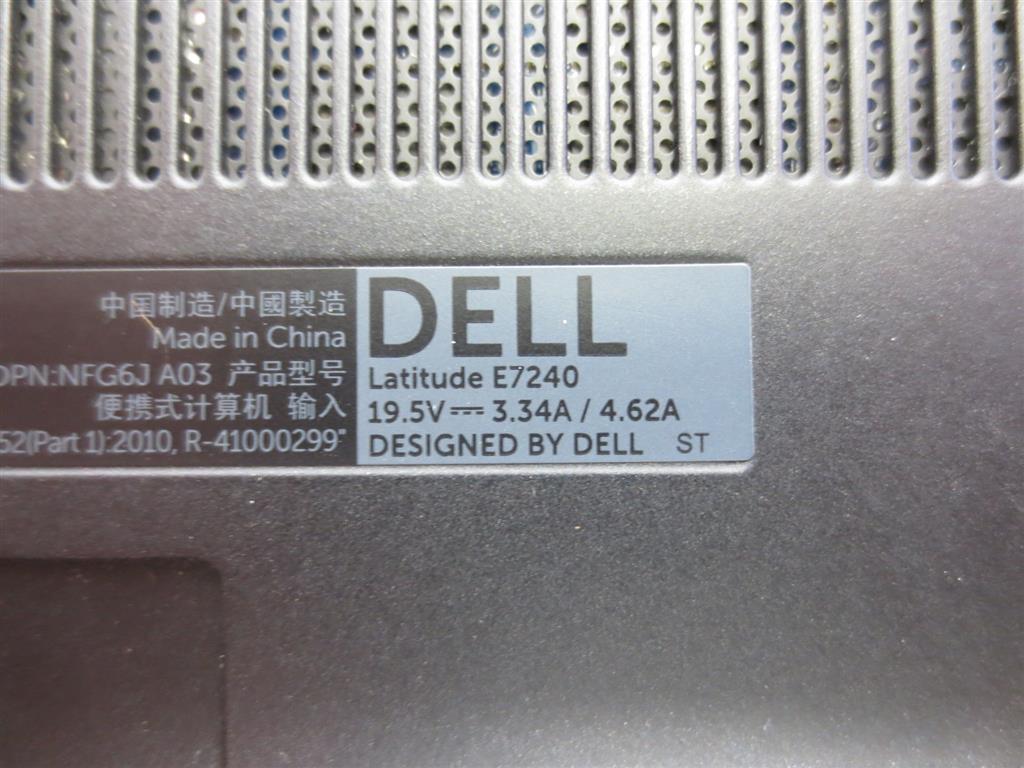 中国制造/中國製造
Made in China
DPN:NFG6J A03 产品型号
便携式计算机 输入
52(Part 1):2010, R-41000299"
DELL
Latitude E7240
19.5V⎓ 3.34A / 4.62A
DESIGNED BY DELL ST